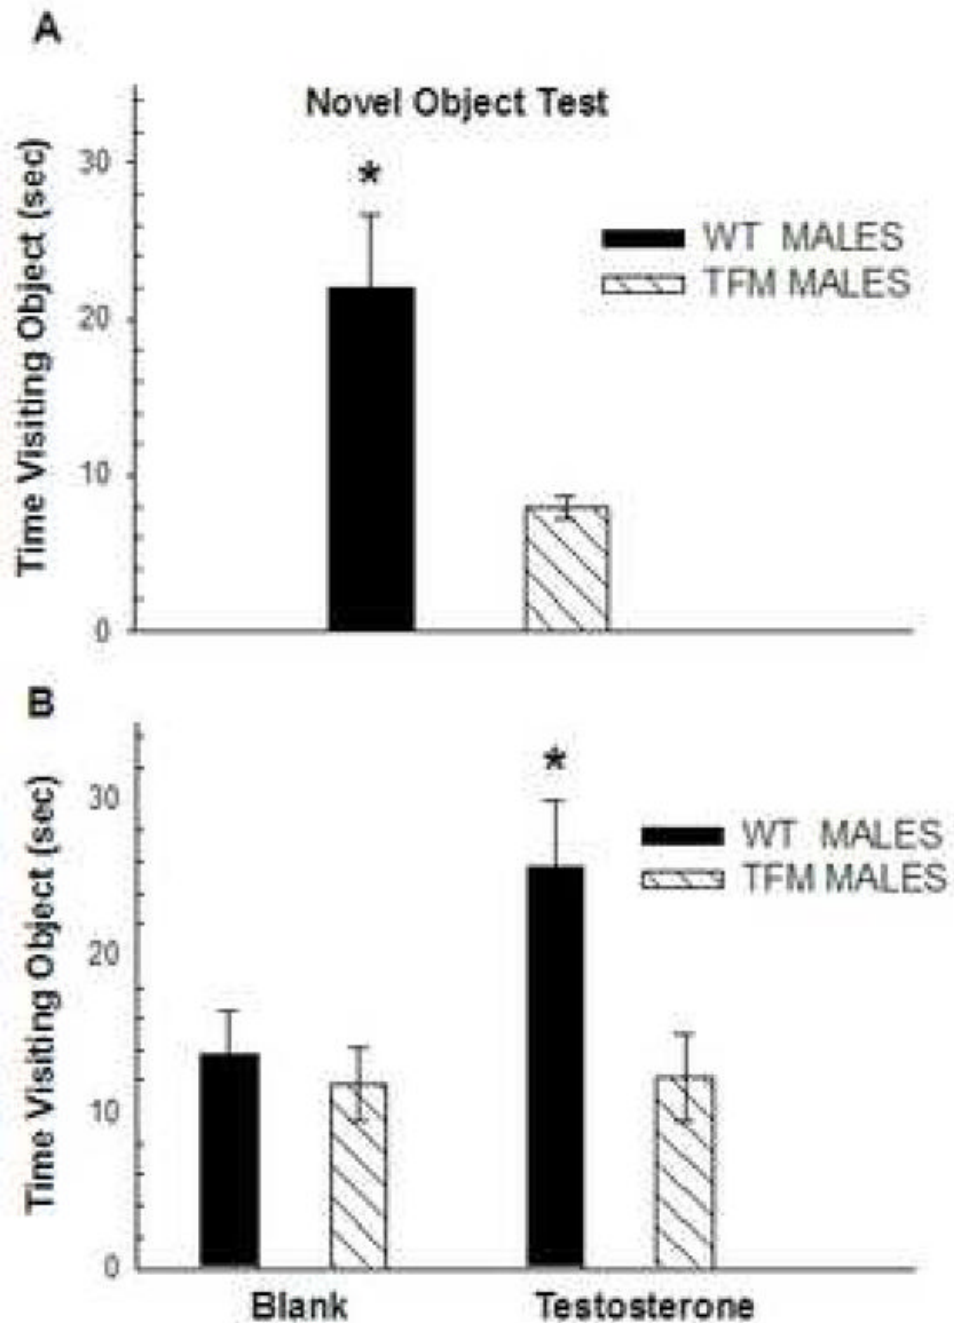 A
Novel Object Test
*
30
20
10
0
Time Visiting Object (sec)
WT MALES
TFM MALES
B
*
30
20
10
0
Time Visiting Object (sec)
WT MALES
TFM MALES
Blank
Testosterone